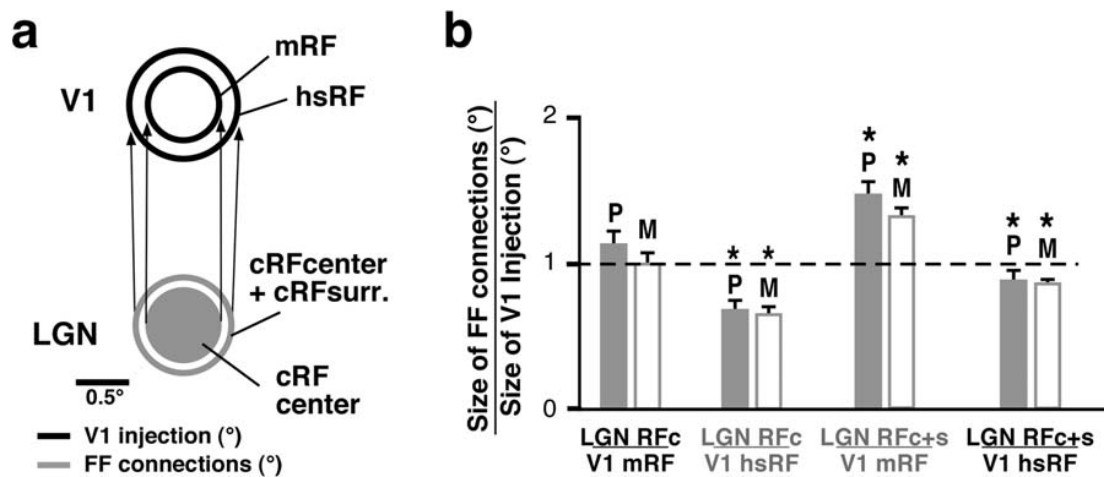 a
mRF
V1
hsRF
cRFcenter
+ cRFsurr.
LGN
cRF
center
0.5°
V1 injection (°)
FF connections (°)
b
Size of FF connections (°)
Size of V1 Injection (°)
2
1
0
P
M
* *
P M
*
P
*
M
* *
P M
LGN RFc
V1 mRF
LGN RFc
V1 hsRF
LGN RFc+s
V1 mRF
LGN RFc+s
V1 hsRF